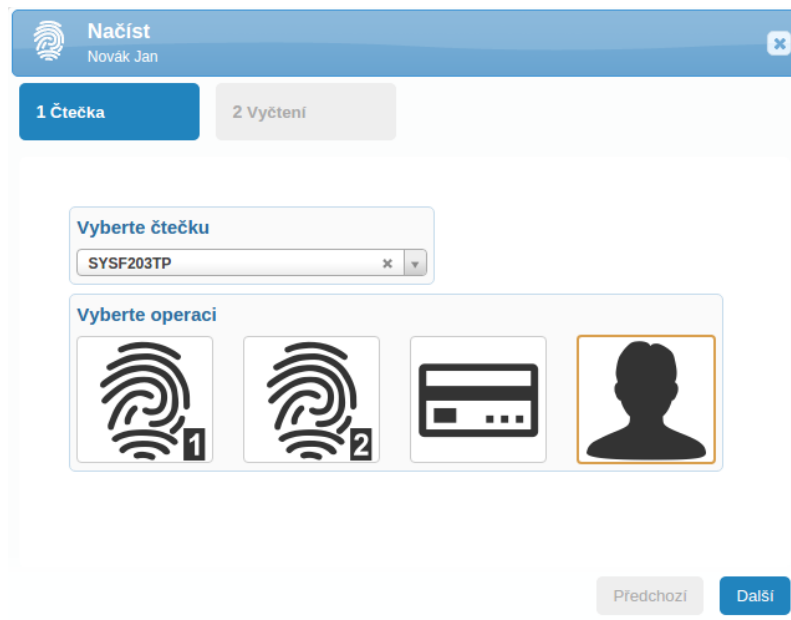 Načíst
Novák Jan
1 Čtečka
2 Vyčtení
Vyberte čtečku
SYSF203TP
Vyberte operaci
1
2
Předchozí
Další